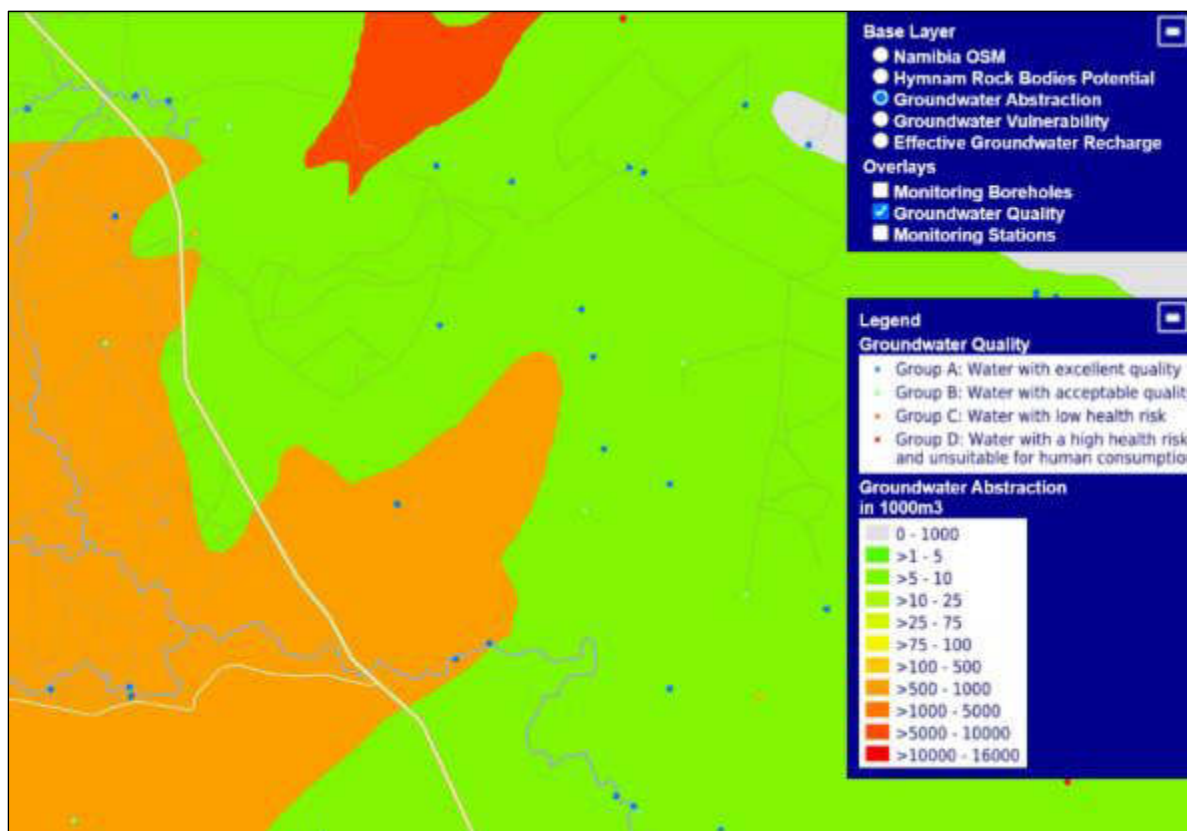 Base Layer
Namibia OSM
Hymnam Rock Bodies Potential
Groundwater Abstraction
Groundwater Vulnerability
Effective Groundwater Recharge
Overlays
Monitoring Boreholes
Groundwater Quality
Monitoring Stations
Legend
Groundwater Quality
Group A: Water with excellent quality
Group B: Water with acceptable qualit
Group C: Water with low health risk
Group D: Water with a high health risk
and unsuitable for human consumption
Groundwater Abstraction
in 1000m3
0 - 1000
>1 - 5
>5 - 10
>10 - 25
>25 - 75
>75 - 100
>100 - 500
>500 - 1000
>1000 - 5000
>5000 - 10000
>10000 - 16000